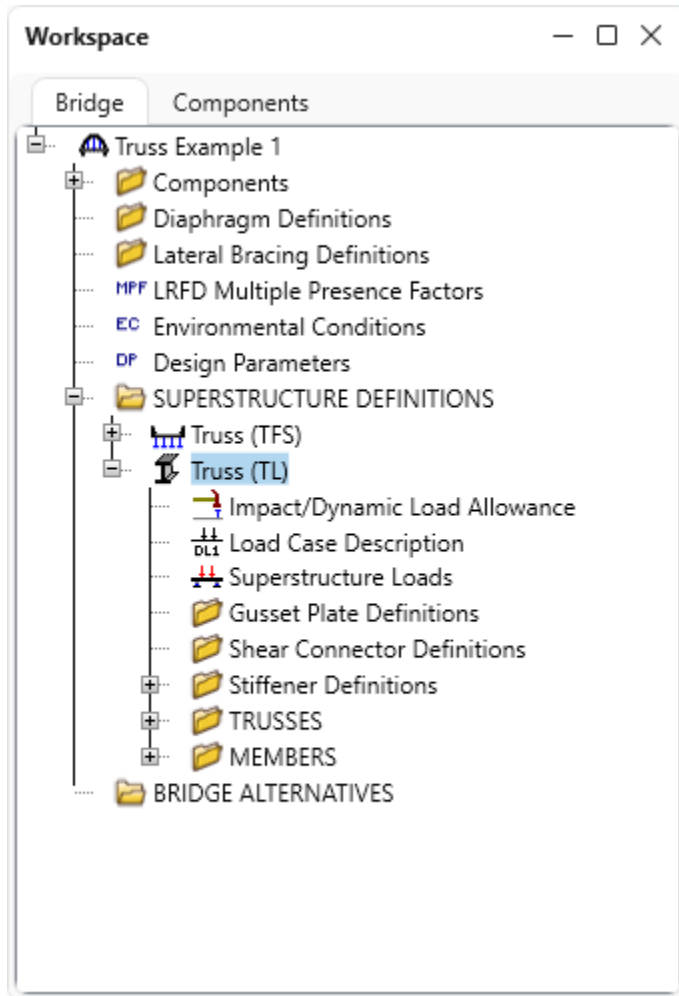 Workspace
Bridge Components
Truss Example 1
Components
Diaphragm Definitions
Lateral Bracing Definitions
MPF LRFD Multiple Presence Factors
EC Environmental Conditions
DP Design Parameters
SUPERSTRUCTURE DEFINITIONS
Truss (TFS)
Truss (TL)
Impact/Dynamic Load Allowance
DL1 Load Case Description
Superstructure Loads
Gusset Plate Definitions
Shear Connector Definitions
Stiffener Definitions
TRUSSES
MEMBERS
BRIDGE ALTERNATIVES